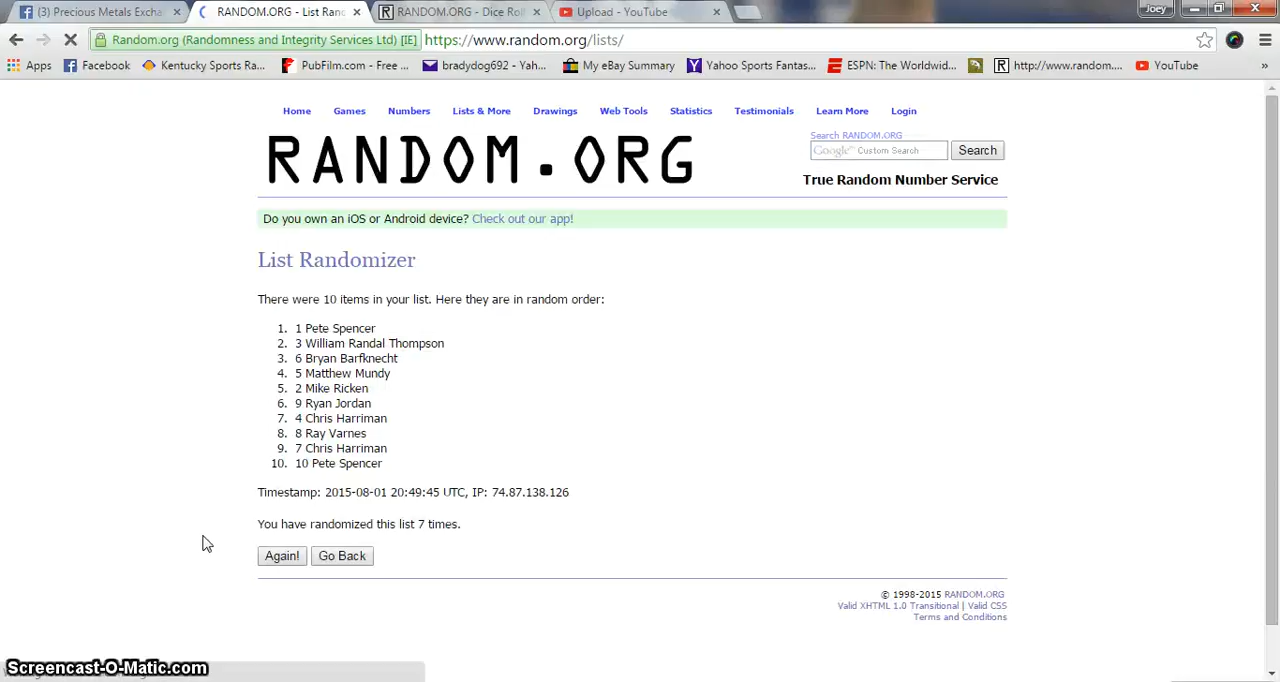 (3) Precious Metals Excha
RANDOM.ORG - List Ran
RANDOM.ORG - Dice Roll
Upload - YouTube
Joey
Random.org (Randomness and Integrity Services Ltd) [IE]
https://www.random.org/lists/
Apps
Facebook
Kentucky Sports Ra...
PubFilm.com - Free ...
bradydog692 - Yah...
My eBay Summary
Yahoo Sports Fantas...
ESPN: The Worldwid...
http://www.random....
YouTube
»
Home Games Numbers Lists & More Drawings Web Tools Statistics Testimonials Learn More Login
RANDOM.ORG
Search RANDOM.ORG
Google™ Custom Search
Search
True Random Number Service
Do you own an iOS or Android device? Check out our app!
List Randomizer
There were 10 items in your list. Here they are in random order:
1. 1 Pete Spencer
2. 3 William Randal Thompson
3. 6 Bryan Barfknecht
4. 5 Matthew Mundy
5. 2 Mike Ricken
6. 9 Ryan Jordan
7. 4 Chris Harriman
8. 8 Ray Varnes
9. 7 Chris Harriman
10. 10 Pete Spencer
Timestamp: 2015-08-01 20:49:45 UTC, IP: 74.87.138.126
You have randomized this list 7 times.
Again! Go Back
© 1998-2015 RANDOM.ORG
Valid XHTML 1.0 Transitional | Valid CSS
Terms and Conditions
Screencast-O-Matic.com